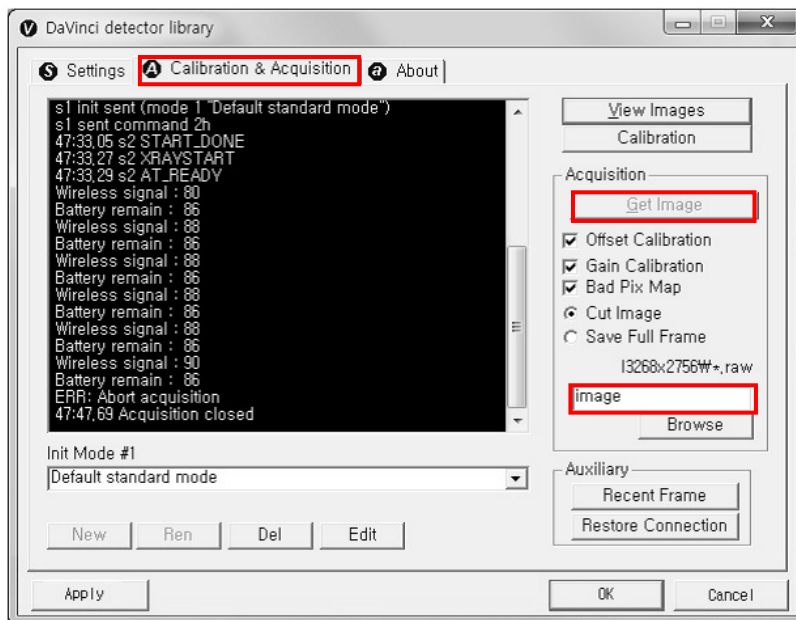 DaVinci detector library
Settings
Calibration & Acquisition
About
s1 init sent (mode 1 "Default standard mode")
s1 sent command 2h
47:33,05 s2 START_DONE
47:33,27 s2 XRAYSTART
47:33,29 s2 AT_READY
Wireless signal : 80
Battery remain : 86
Wireless signal : 88
Battery remain : 86
Wireless signal : 88
Battery remain : 86
Wireless signal : 88
Battery remain : 86
Wireless signal : 88
Battery remain : 86
Wireless signal : 90
Battery remain : 86
ERR: Abort acquisition
47:47,69 Acquisition closed
Init Mode #1
Default standard mode
New
Ren
Del
Edit
View Images
Calibration
Acquisition
Get Image
Offset Calibration
Gain Calibration
Bad Pix Map
Cut Image
Save Full Frame
I3268x2756₩*,raw
image
Browse
Auxiliary
Recent Frame
Restore Connection
Apply
OK
Cancel